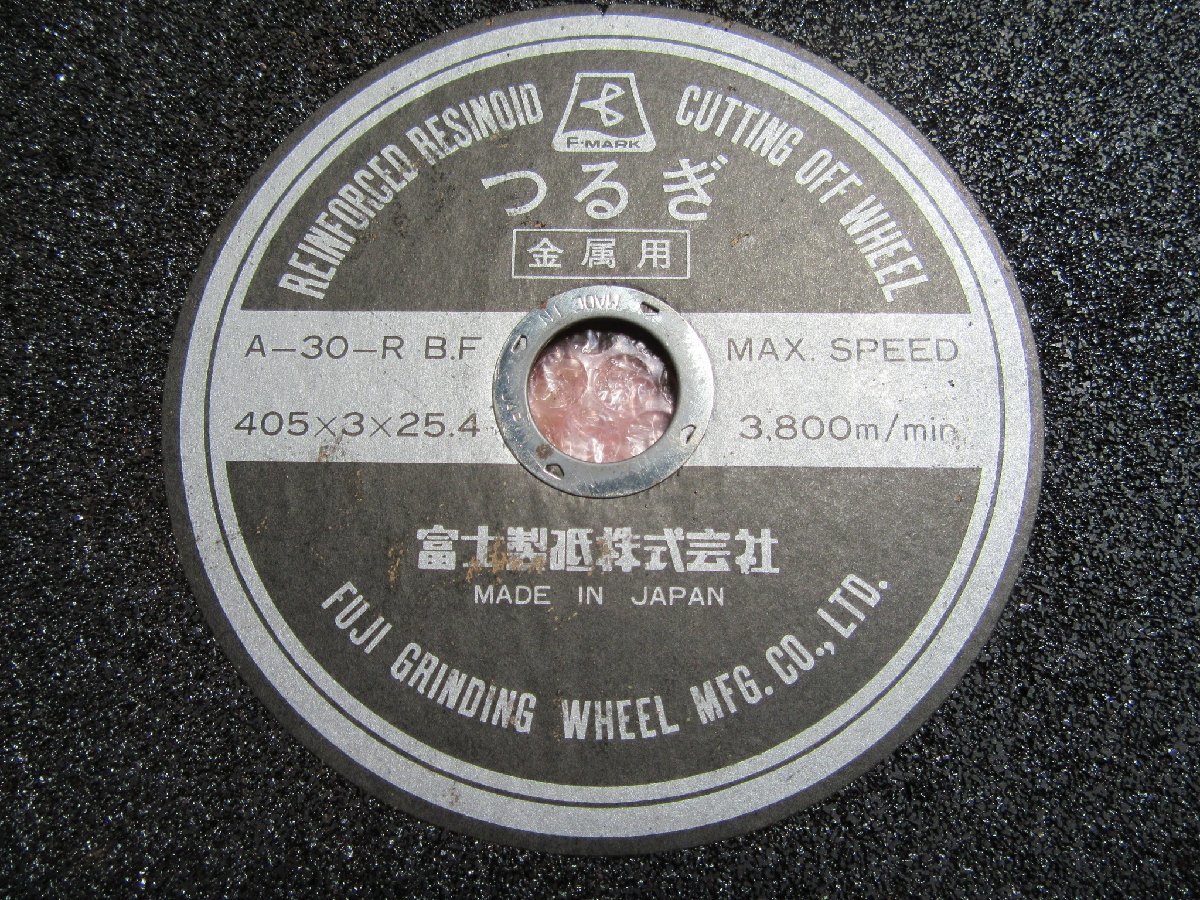 REINFORCED RESINOID CUTTING OFF WHEEL
F-MARK
つるぎ
金属用
A-30-R B.F
405×3×25.4
MAX. SPEED
3,800m/min
富士製砥株式会社
MADE IN JAPAN
FUJI GRINDING WHEEL MFG. CO., LTD.